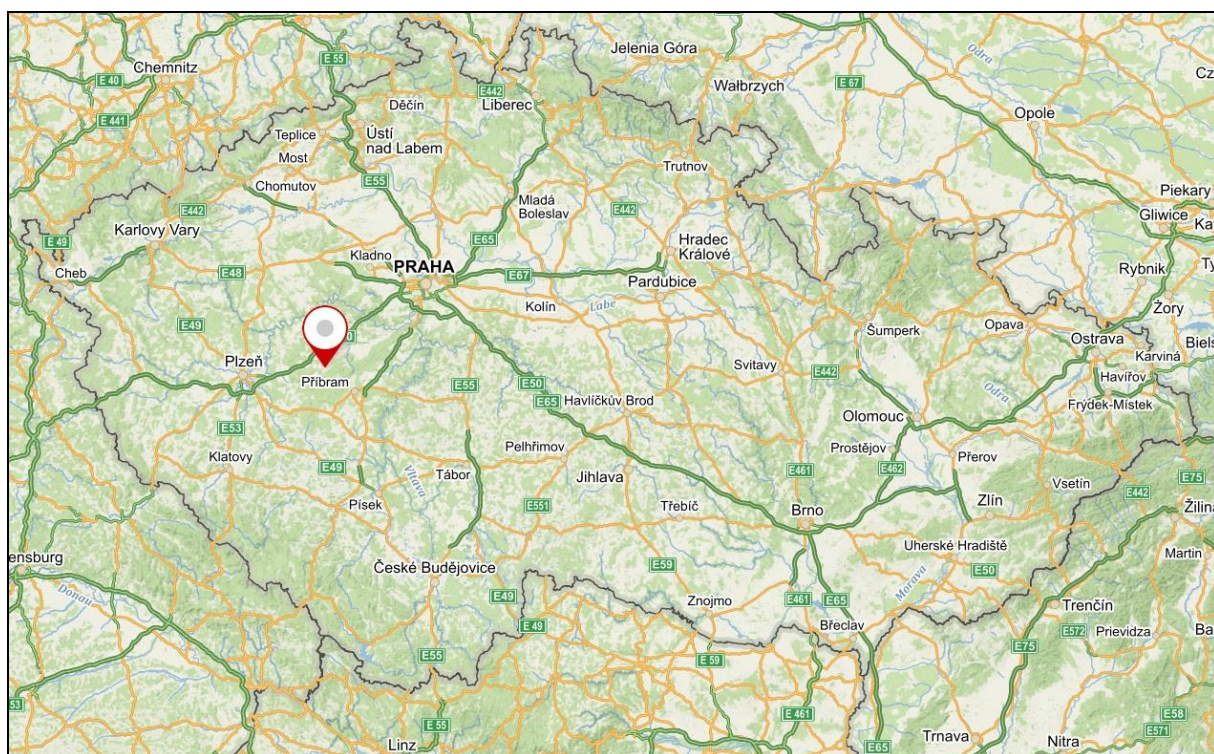 Jelenia Góra
Odra
Cz
E 55
Chemnitz
E 40
E442
Děčín
Liberec
Wałbrzych
E 67
Opole
E 441
Teplice
Ústí
nad Labem
Most
Trutnov
Chomutov
E55
Mladá
Boleslav
E442
E442
Piekary
Gliwice
Ka
Karlovy Vary
E 49
E65
Hradec
Králové
Kladno
PRAHA
Cheb
E48
E67
Pardubice
Rybnik
Ty
Kolín
Labe
Żory
E49
Šumperk
Opava
Ostrava
Karviná
Biels
Plzeň
Svitavy
E442
Havířov
Příbram
E55
E50
E65
Odra
Frýdek-Místek
Havlíčkův Brod
Olomouc
E53
Pelhřimov
Prostějov
Přerov
Klatovy
E49
Vltava
Tábor
Jihlava
E461
E462
Vsetín
E75
E442
Písek
E551
Třebíč
Brno
Zlín
Žilina
Uherské Hradiště
Martin
ensburg
České Budějovice
E59
E50
Donau
E49
Znojmo
E461
E65
Morava
Trenčín
E 49
Břeclav
E572
Prievidza
Ba
E75
E55
E 59
53
E 461
E58
E 55
E571
Linz
E65
Trnava
Nitra